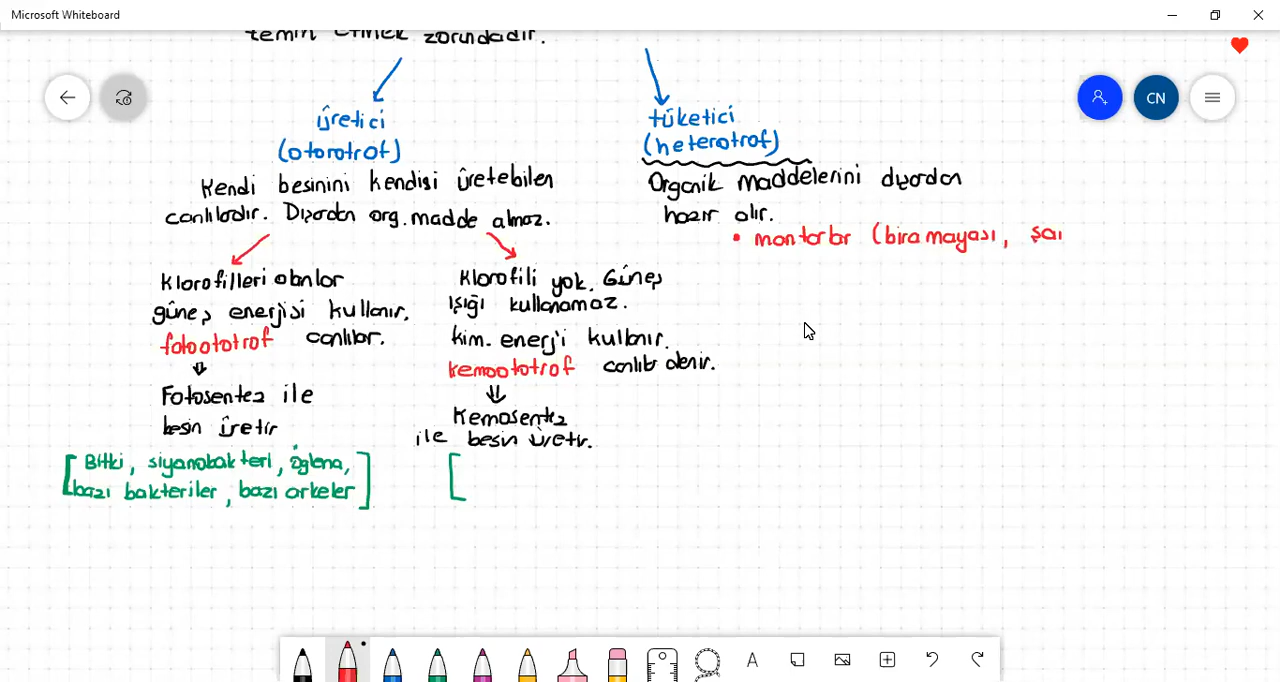 Microsoft Whiteboard
temin etmek zorundadır.
CN
üretici
(ototrof)
Kendi besinini kendisi üretebilen
canlılardır. Dışardan org. madde almaz.
Klorofilleri olanlar
güneş enerjisi kullanır.
fotoototrof canlılar.
Fotosentez ile
besin üretir
[Bitki, siyanobakteri, öglena,
bazı bakteriler, bazı arkeler]
Klorofili yok. Güneş
ışığı kullanamaz.
kim. enerji kullanır.
kemoototrof canlılar denir.
Kemosentez
ile besin üretir.
[
tüketici
(heterotrof)
Organik maddelerini dışardan
hazır alır.
• mantarlar (bira mayası, şa
A